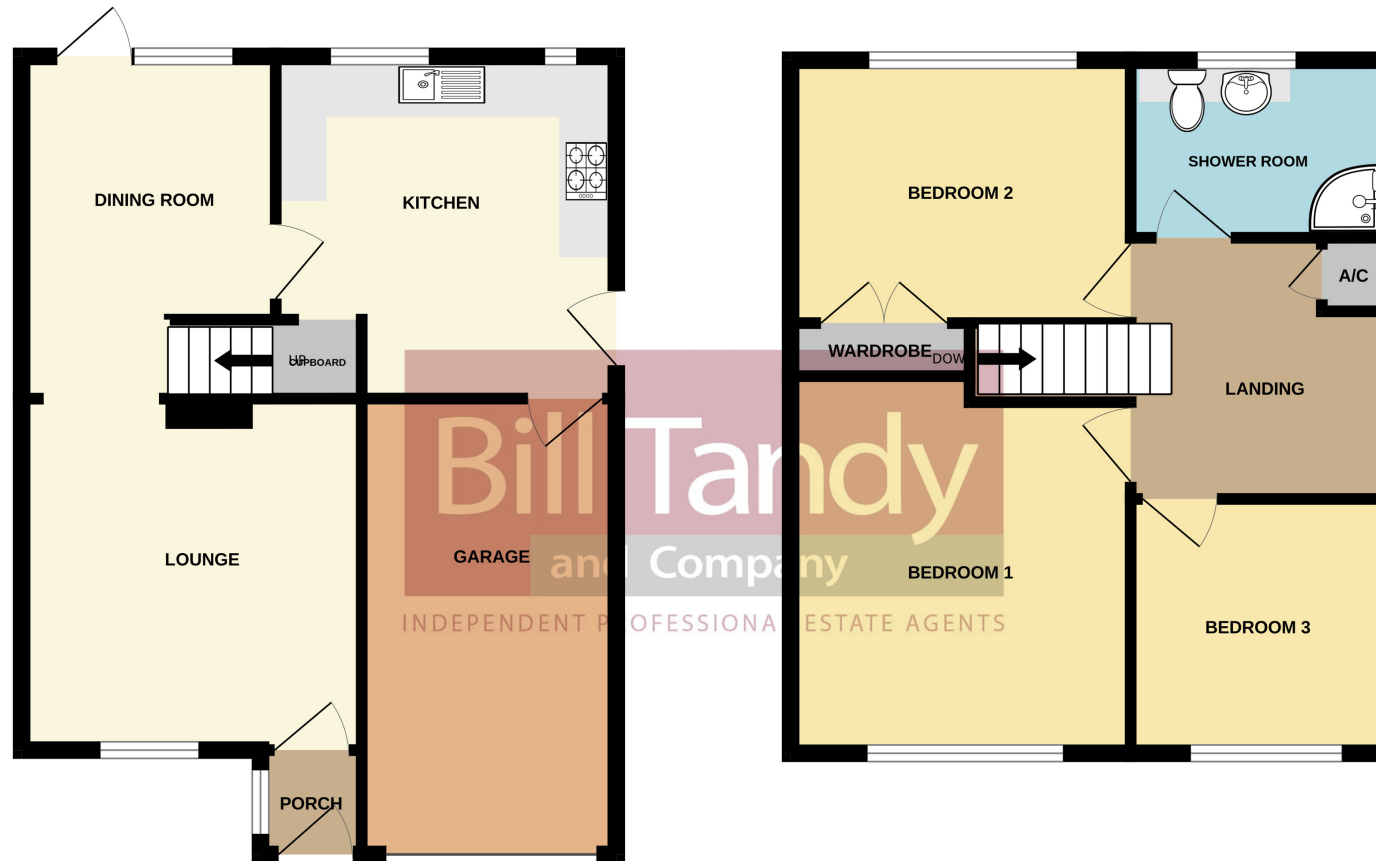 DINING ROOM
KITCHEN
UP
CUPBOARD
LOUNGE
GARAGE
PORCH
BEDROOM 2
SHOWER ROOM
A/C
WARDROBE
DOW
LANDING
BEDROOM 1
BEDROOM 3
Bill Tandy
and Company
INDEPENDENT PROFESSIONAL ESTATE AGENTS